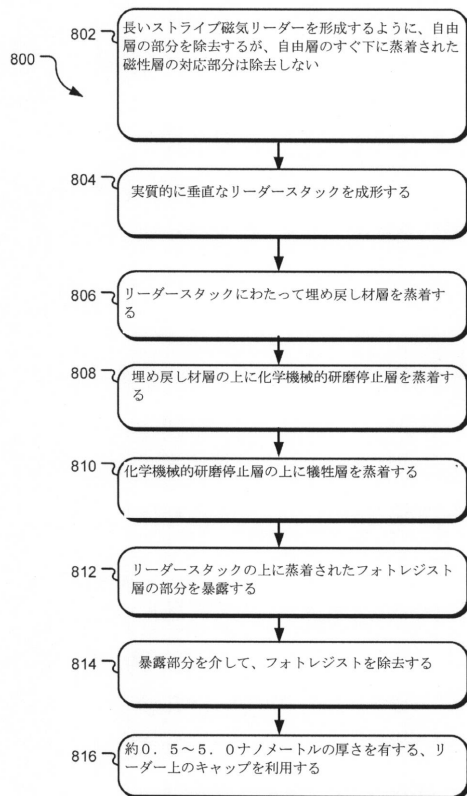 800
802
長いストライブ磁気リーダーを形成するように、自由
層の部分を除去するが、自由層のすぐ下に蒸着された
磁性層の対応部分は除去しない
804
実質的に垂直なリーダースタックを成形する
806
リーダースタックにわたって埋め戻し材層を蒸着す
る
808
埋め戻し材層の上に化学機械的研磨停止層を蒸着す
る
810
化学機械的研磨停止層の上に犠牲層を蒸着する
812
リーダースタックの上に蒸着されたフォトレジスト
層の部分を暴露する
814
暴露部分を介して、フォトレジストを除去する
816
約0.5~5.0ナノメートルの厚さを有する、リ
ーダー上のキャップを利用する